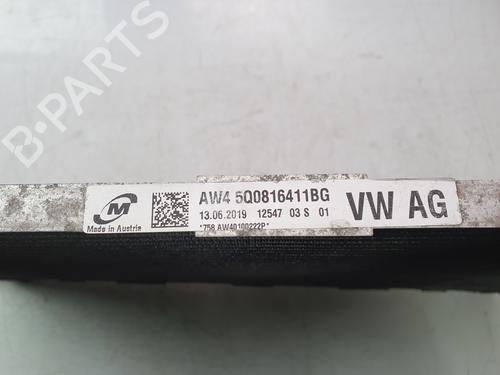 B-PARTS
AW4 5Q0816411BG
13.06.2019 12547 03 S 01
*758 AW40100222P*
Made in Austria
VW AG